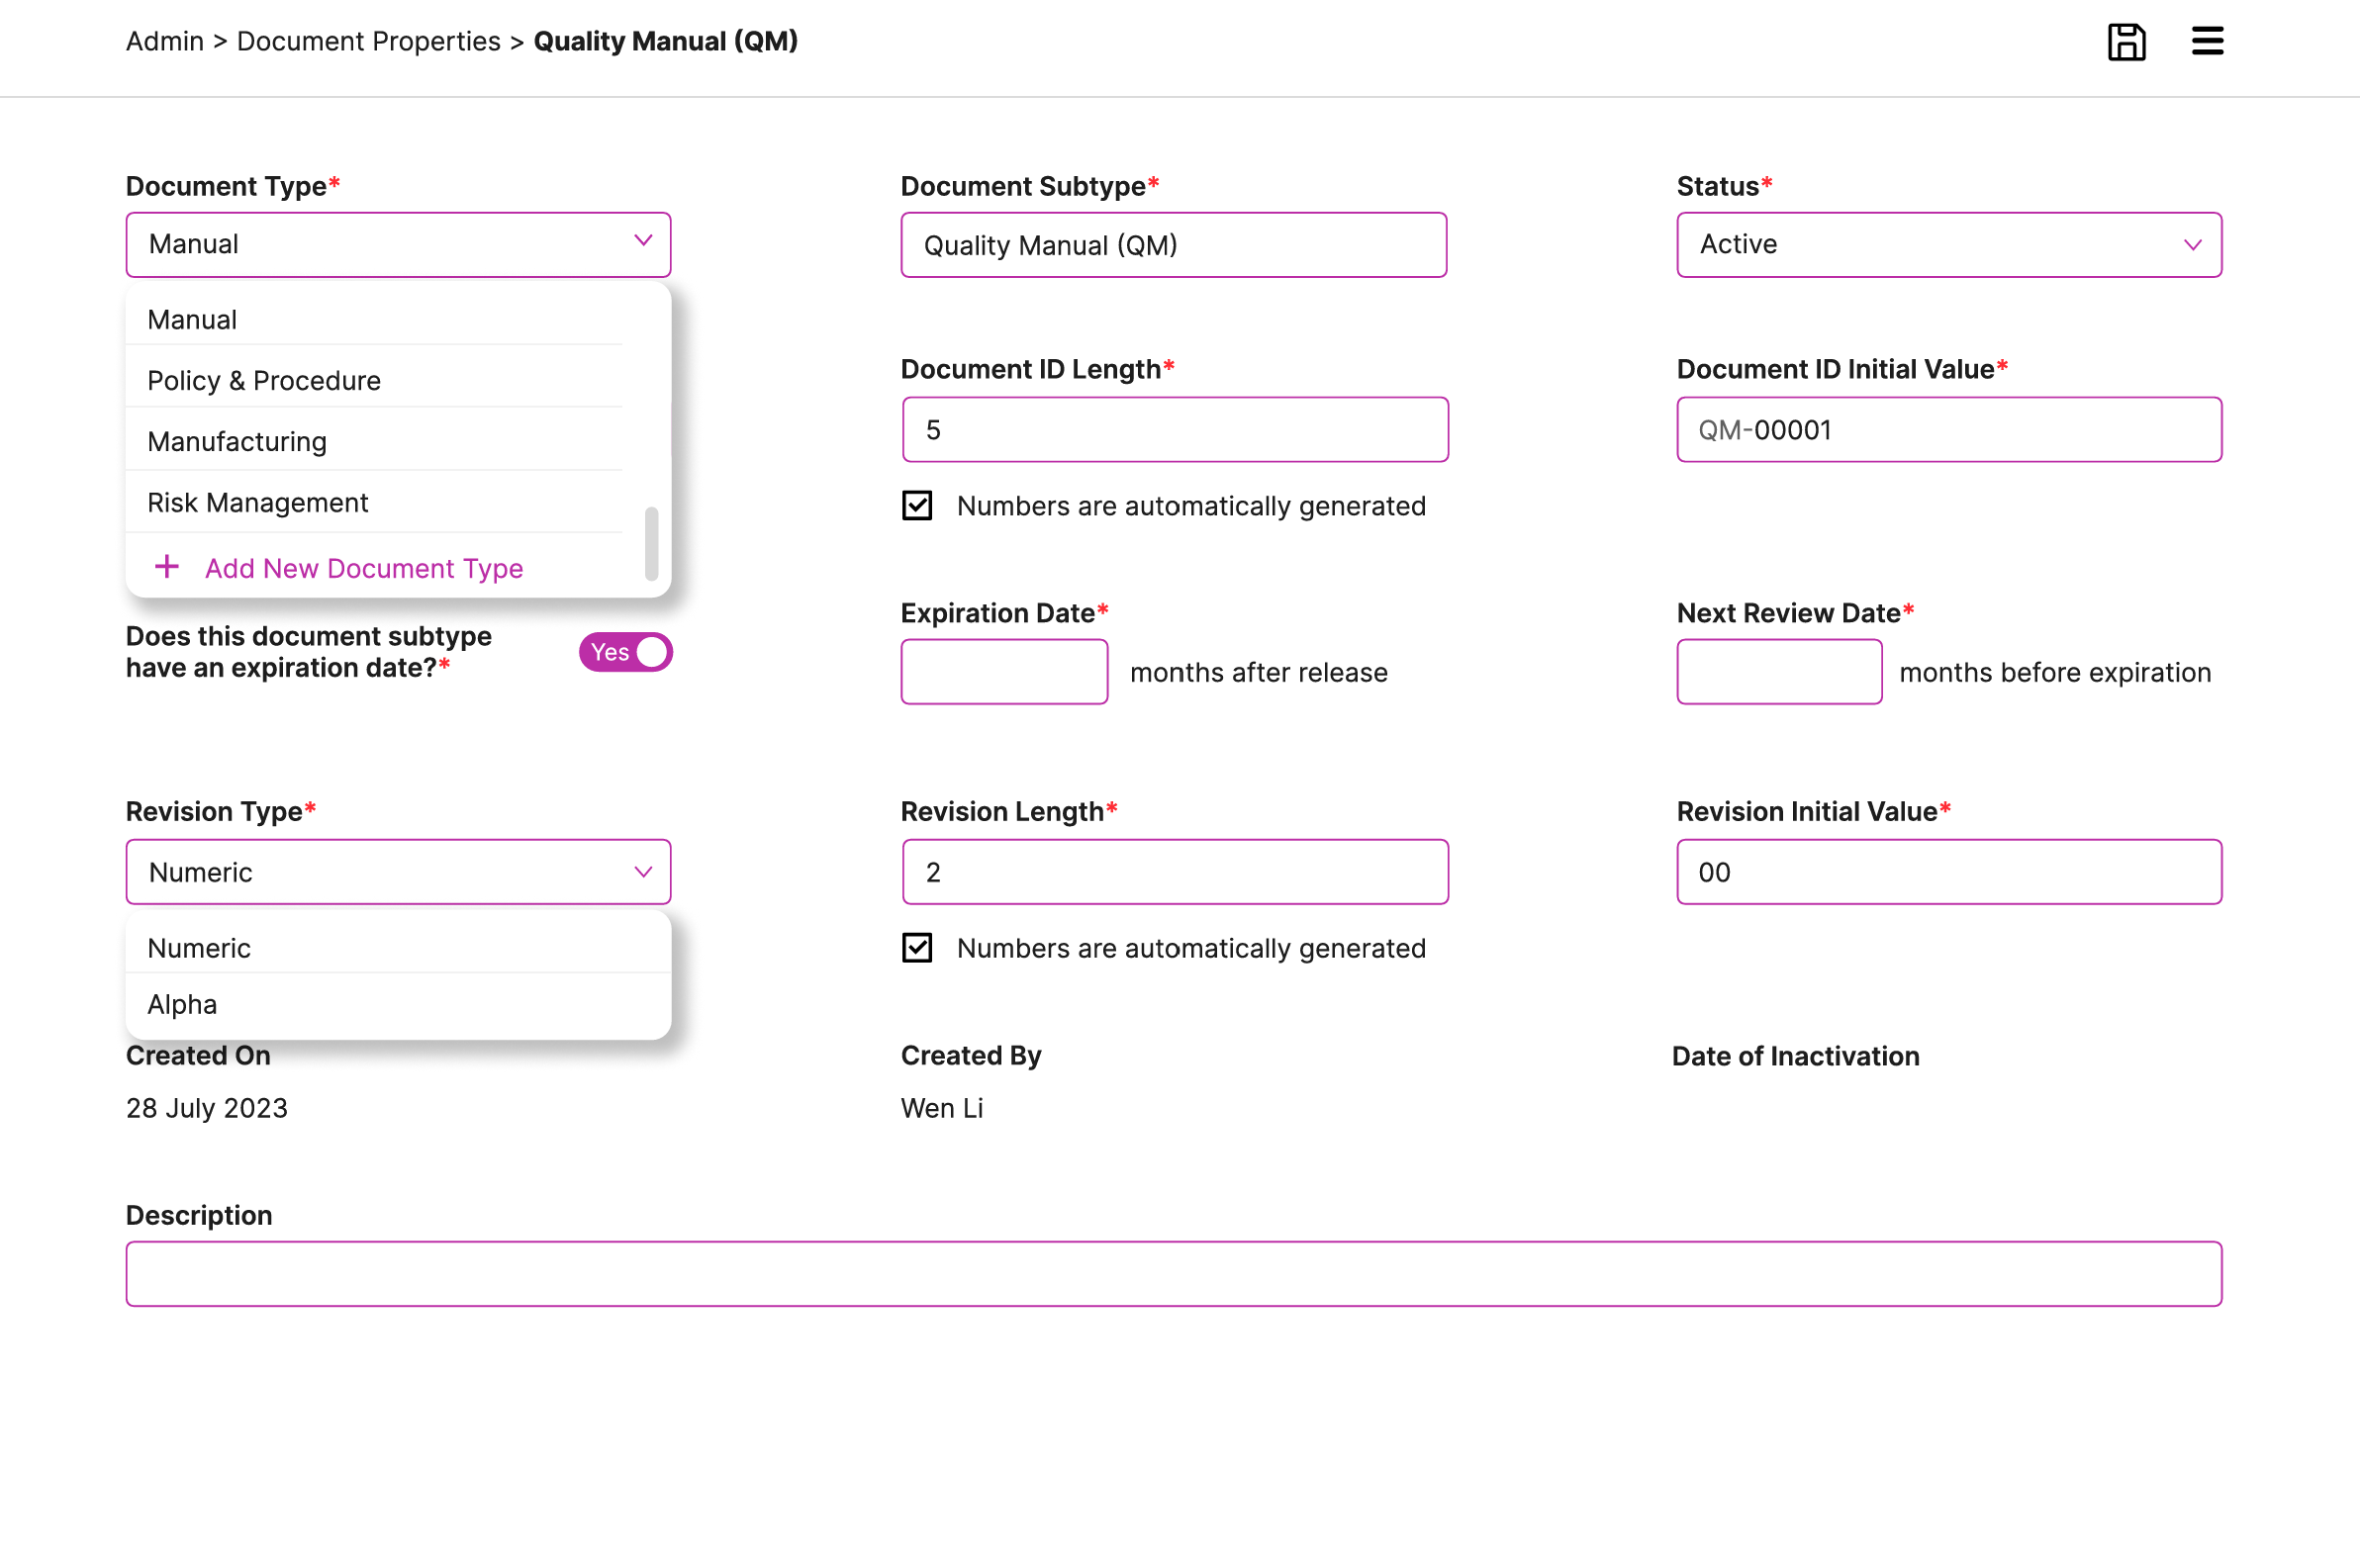 Admin > Document Properties > Quality Manual (QM)
Document Type*
Manual
Manual
Policy & Procedure
Manufacturing
Risk Management
+ Add New Document Type
Document Subtype*
Quality Manual (QM)
Status*
Active
Document ID Length*
5
Numbers are automatically generated
Document ID Initial Value*
QM-00001
Does this document subtype
have an expiration date?*
Yes
Expiration Date*
months after release
Next Review Date*
months before expiration
Revision Type*
Numeric
Numeric
Alpha
Revision Length*
2
Numbers are automatically generated
Revision Initial Value*
00
Created On
28 July 2023
Created By
Wen Li
Date of Inactivation
Description